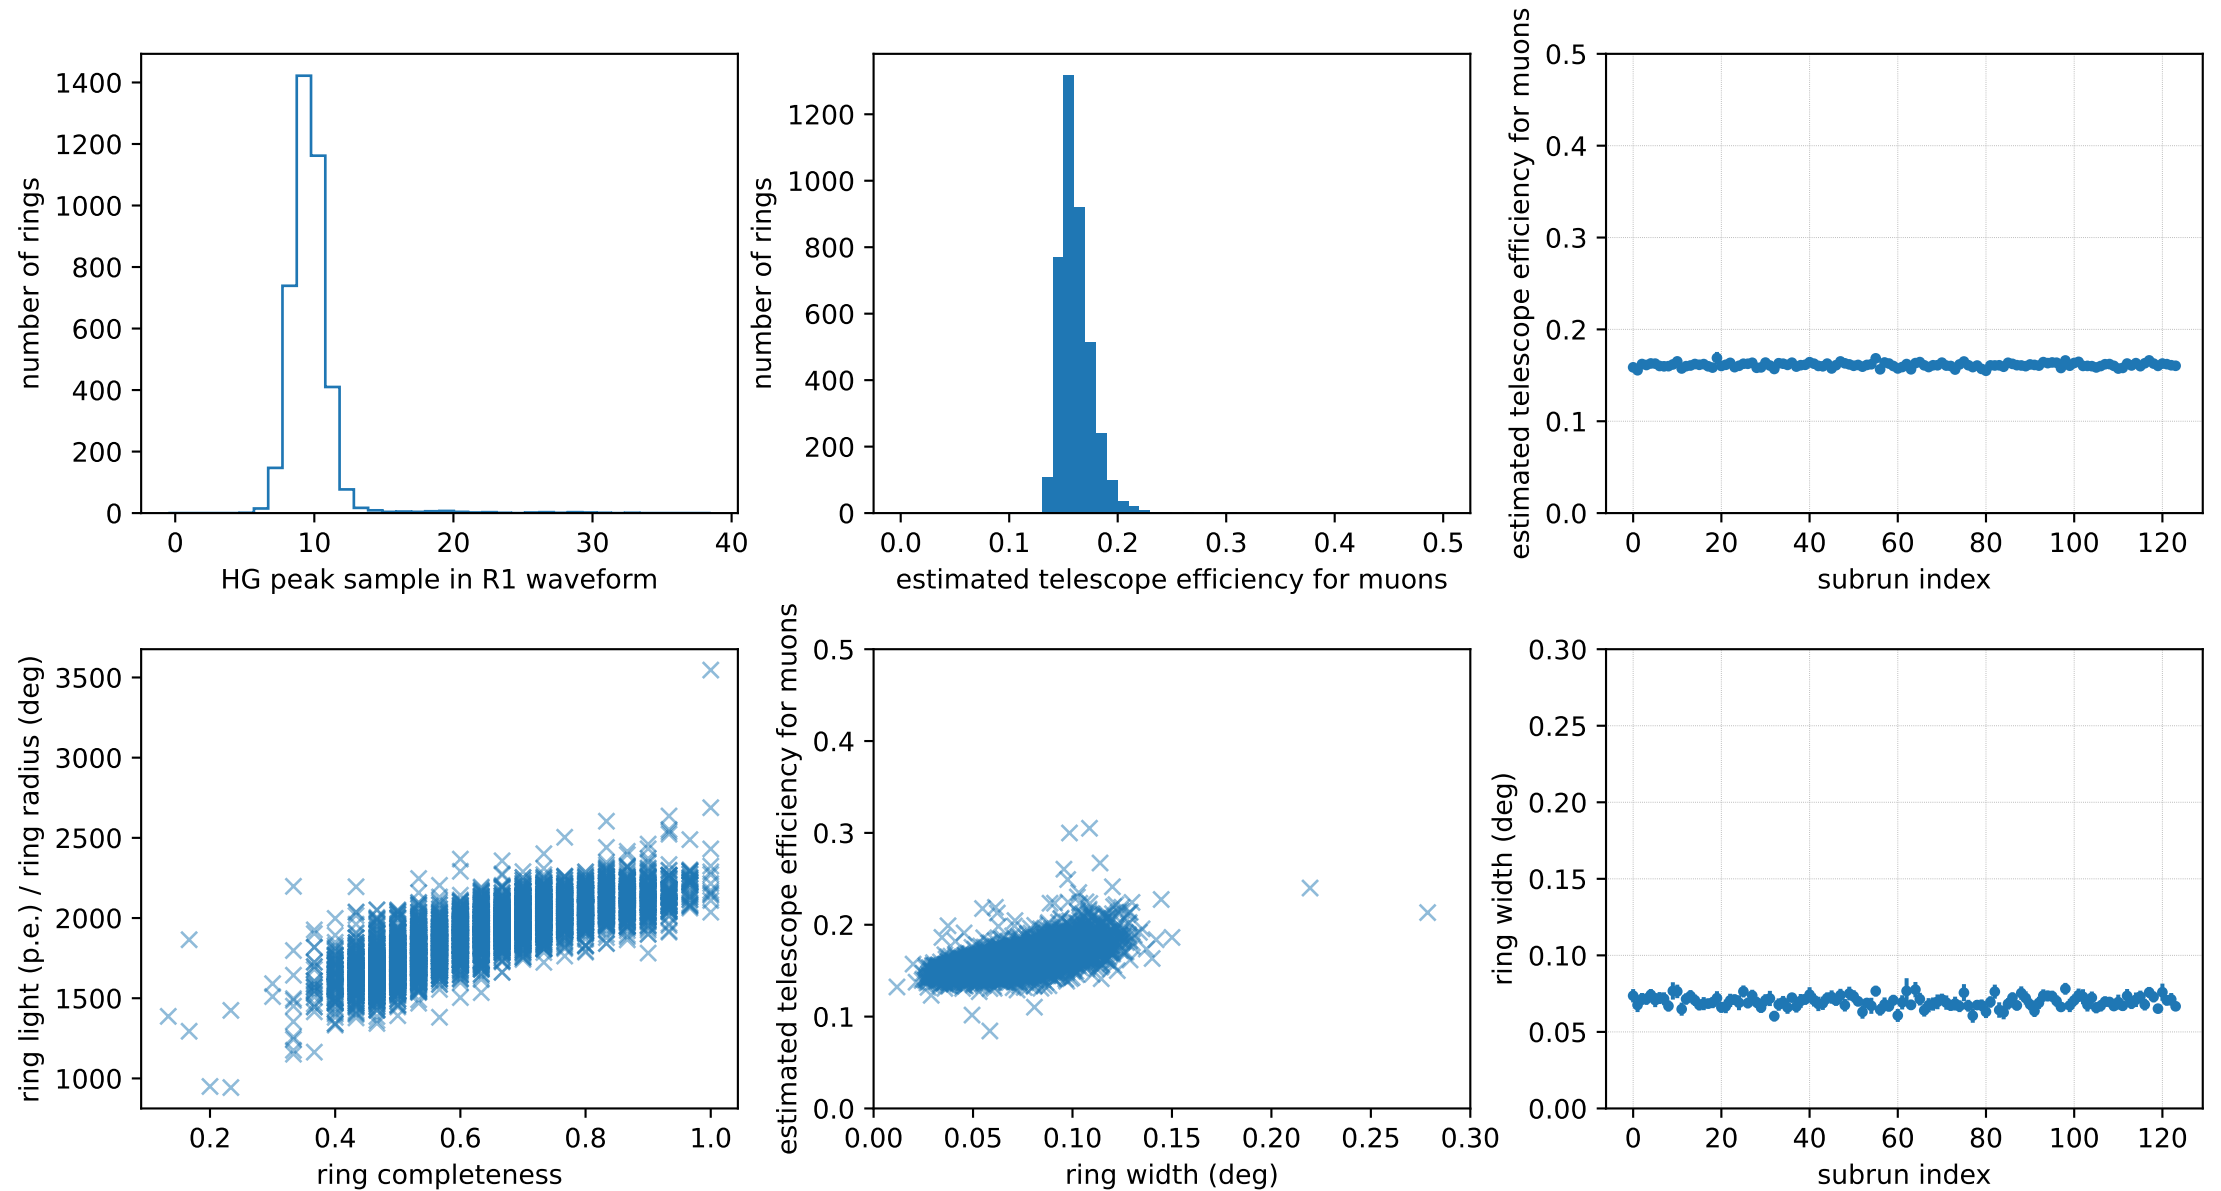 number of rings
1400
1200
1000
800
600
400
200
0
0 10 20 30 40
HG peak sample in R1 waveform
number of rings
1200
1000
800
600
400
200
0
0.0 0.1 0.2 0.3 0.4 0.5
estimated telescope efficiency for muons
estimated telescope efficiency for muons
0.5
0.4
0.3
0.2
0.1
0.0
0 20 40 60 80 100 120
subrun index
ring light (p.e.) / ring radius (deg)
3500
3000
2500
2000
1500
1000
0.2 0.4 0.6 0.8 1.0
ring completeness
estimated telescope efficiency for muons
0.5
0.4
0.3
0.2
0.1
0.0
0.00 0.05 0.10 0.15 0.20 0.25 0.30
ring width (deg)
ring width (deg)
0.30
0.25
0.20
0.15
0.10
0.05
0.00
0 20 40 60 80 100 120
subrun index